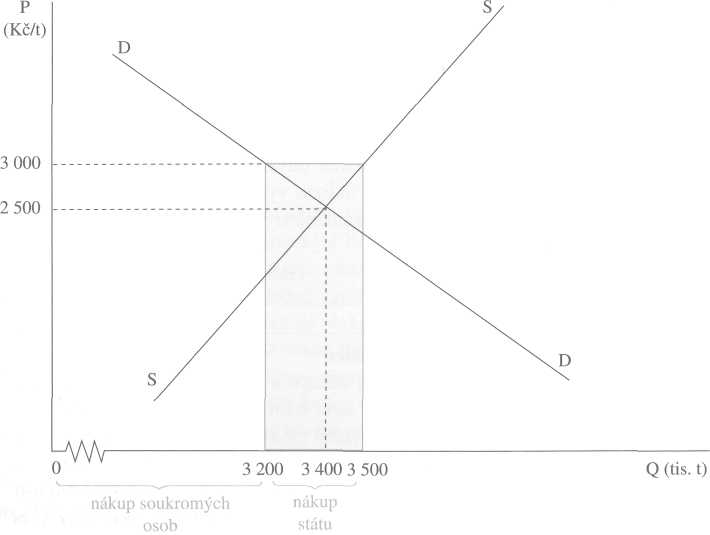 P
(Kč/t)
S
D
3 000
2 500
S
D
0
3 200 3 400 3 500 Q (tis. t)
nákup soukromých
osob
nákup
státu